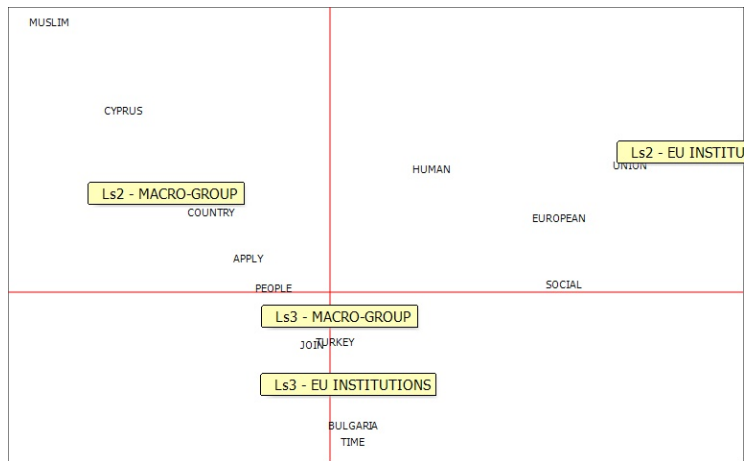 MUSLIM
CYPRUS
Ls2 - EU INSTITU
HUMAN
UNION
Ls2 - MACRO-GROUP
COUNTRY
EUROPEAN
APPLY
PEOPLE
SOCIAL
Ls3 - MACRO-GROUP
JOIN
TURKEY
Ls3 - EU INSTITUTIONS
BULGARIA
TIME